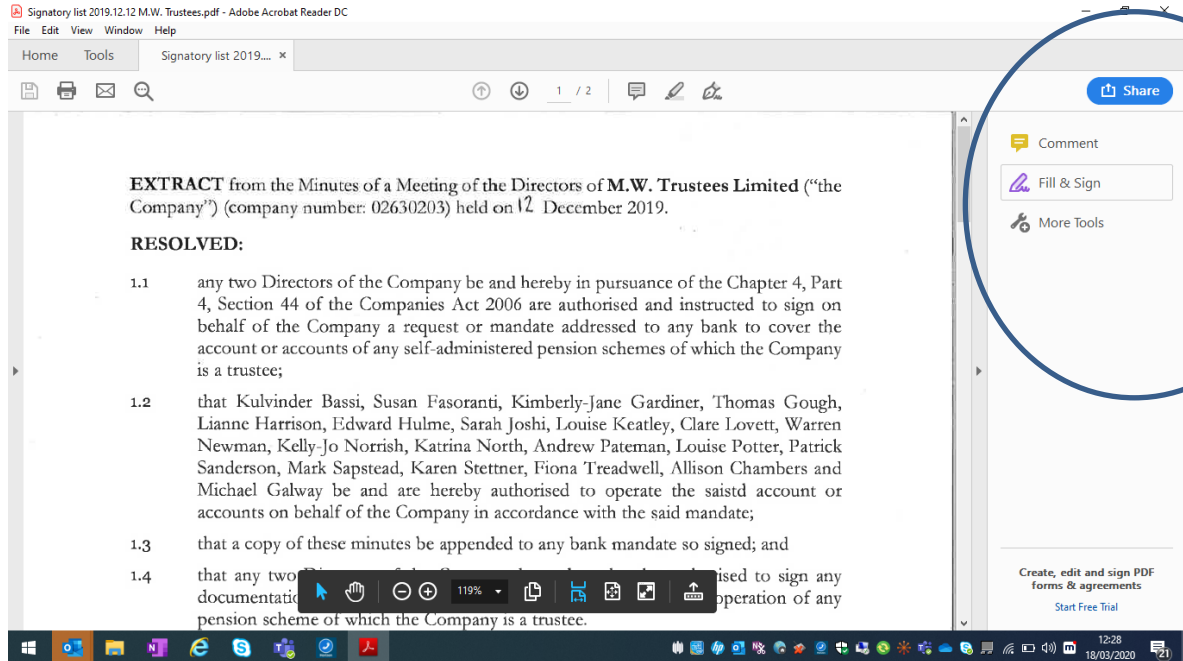 Signatory list 2019.12.12 M.W. Trustees.pdf - Adobe Acrobat Reader DC
File Edit View Window Help
Home Tools Signatory list 2019.... ×
1 / 2 Share
Comment
Fill & Sign
More Tools
EXTRACT from the Minutes of a Meeting of the Directors of M.W. Trustees Limited (“the
Company”) (company number: 02630203) held on 12 December 2019.
RESOLVED:
1.1 any two Directors of the Company be and hereby in pursuance of the Chapter 4, Part
4, Section 44 of the Companies Act 2006 are authorised and instructed to sign on
behalf of the Company a request or mandate addressed to any bank to cover the
account or accounts of any self-administered pension schemes of which the Company
is a trustee;
1.2 that Kulvinder Bassi, Susan Fasoranti, Kimberly-Jane Gardiner, Thomas Gough,
Lianne Harrison, Edward Hulme, Sarah Joshi, Louise Keatley, Clare Lovett, Warren
Newman, Kelly-Jo Norrish, Katrina North, Andrew Pateman, Louise Potter, Patrick
Sanderson, Mark Sapstead, Karen Stettner, Fiona Treadwell, Allison Chambers and
Michael Galway be and are hereby authorised to operate the saistd account or
accounts on behalf of the Company in accordance with the said mandate;
1.3 that a copy of these minutes be appended to any bank mandate so signed; and
1.4 that any two ised to sign any
documentatio operation of any
pension scheme of which the Company is a trustee.
119%
Create, edit and sign PDF
forms & agreements
Start Free Trial
12:28
18/03/2020
21